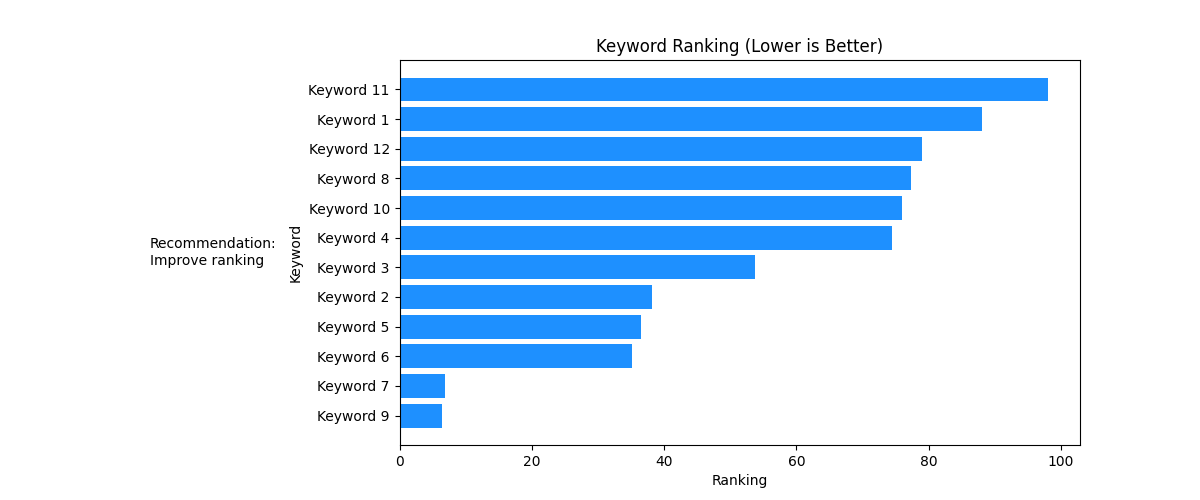 Keyword Ranking (Lower is Better)
Keyword 11
Keyword 1
Keyword 12
Keyword 8
Keyword 10
Keyword 4
Keyword 3
Keyword 2
Keyword 5
Keyword 6
Keyword 7
Keyword 9
Keyword
Recommendation:
Improve ranking
0 20 40 60 80 100
Ranking